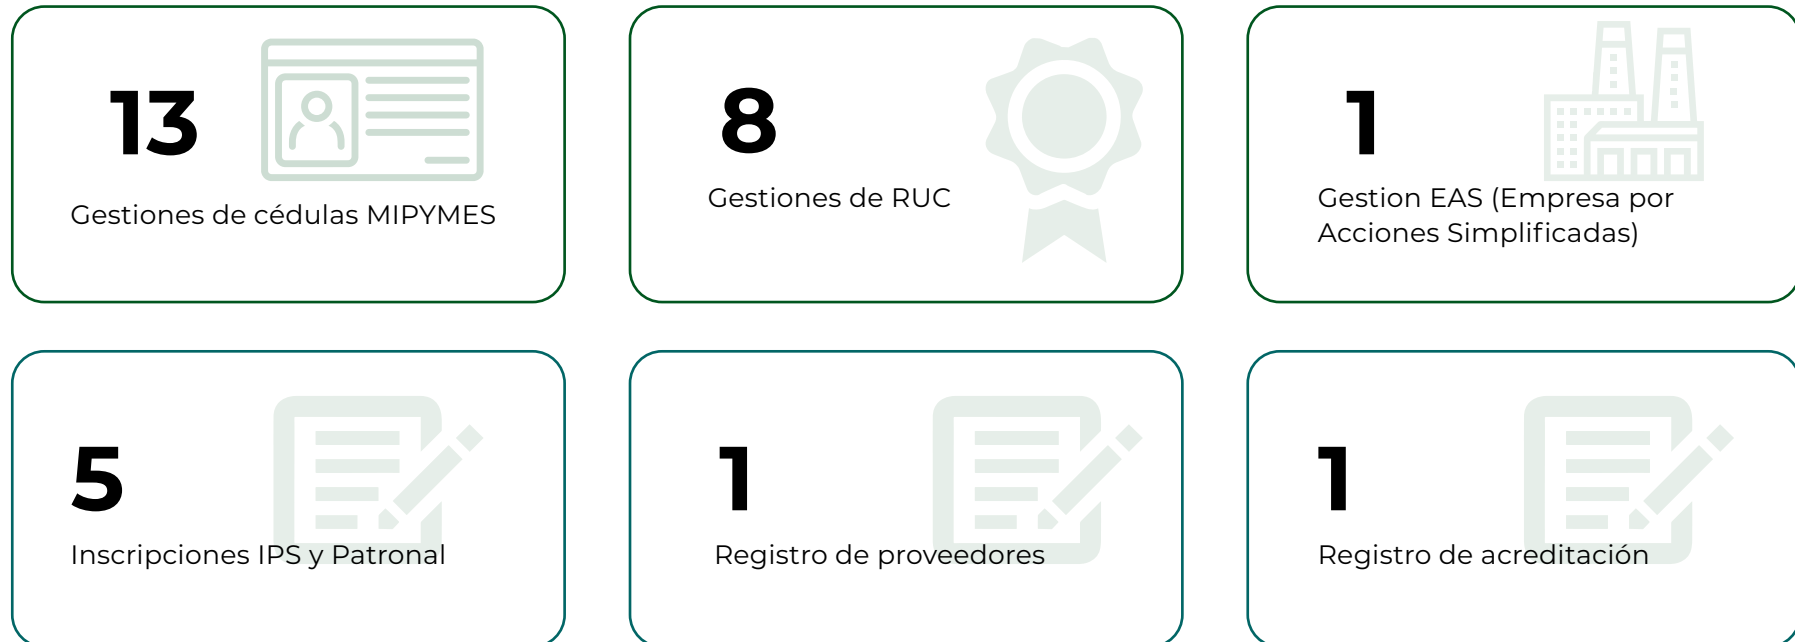 13
Gestiones de cédulas MIPYMES
8
Gestiones de RUC
1
Gestion EAS (Empresa por
Acciones Simplificadas)
5
Inscripciones IPS y Patronal
1
Registro de proveedores
1
Registro de acreditación